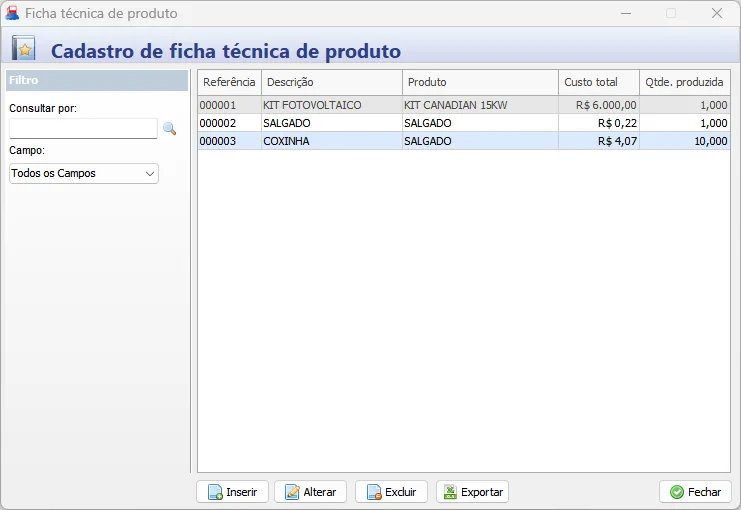 Ficha técnica de produto
Cadastro de ficha técnica de produto
Filtro
Consultar por:
Campo:
Todos os Campos
Referência Descrição Produto Custo total Qtde. produzida
000001 KIT FOTOVOLTAICO KIT CANADIAN 15KW R$ 6.000,00 1,000
000002 SALGADO SALGADO R$ 0,22 1,000
000003 COXINHA SALGADO R$ 4,07 10,000
Inserir Alterar Excluir Exportar Fechar